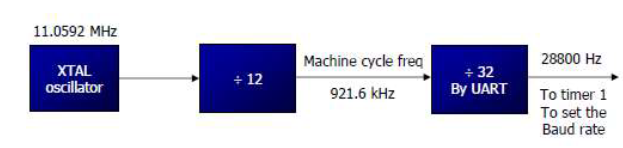 11.0592 MHz
XTAL
oscillator
÷ 12
Machine cycle freq
921.6 kHz
÷ 32
By UART
28800 Hz
To timer 1
To set the
Baud rate